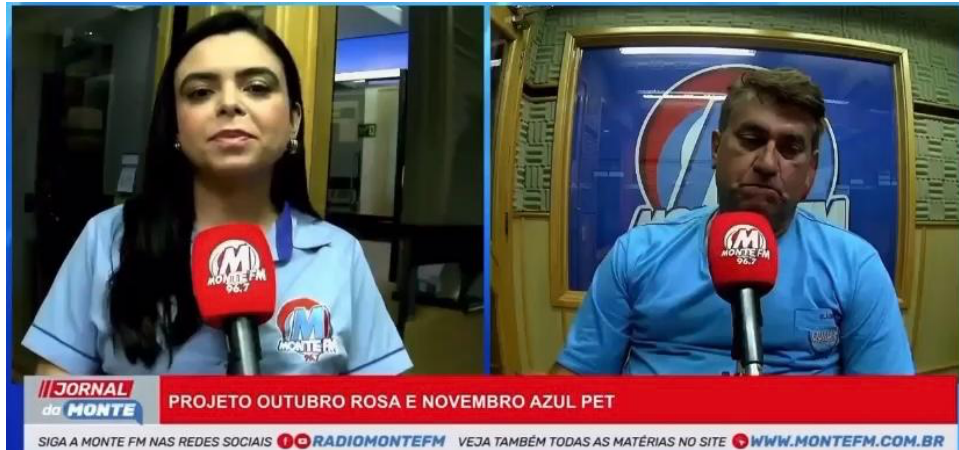 MONTE FM
M
MONTE FM
96.7
M
MONTE FM
96.7
M
MONTE FM
96.7
JORNAL
da MONTE
PROJETO OUTUBRO ROSA E NOVEMBRO AZUL PET
SIGA A MONTE FM NAS REDES SOCIAIS RADIOMONTEFM VEJA TAMBÉM TODAS AS MATÉRIAS NO SITE WWW.MONTEFM.COM.BR